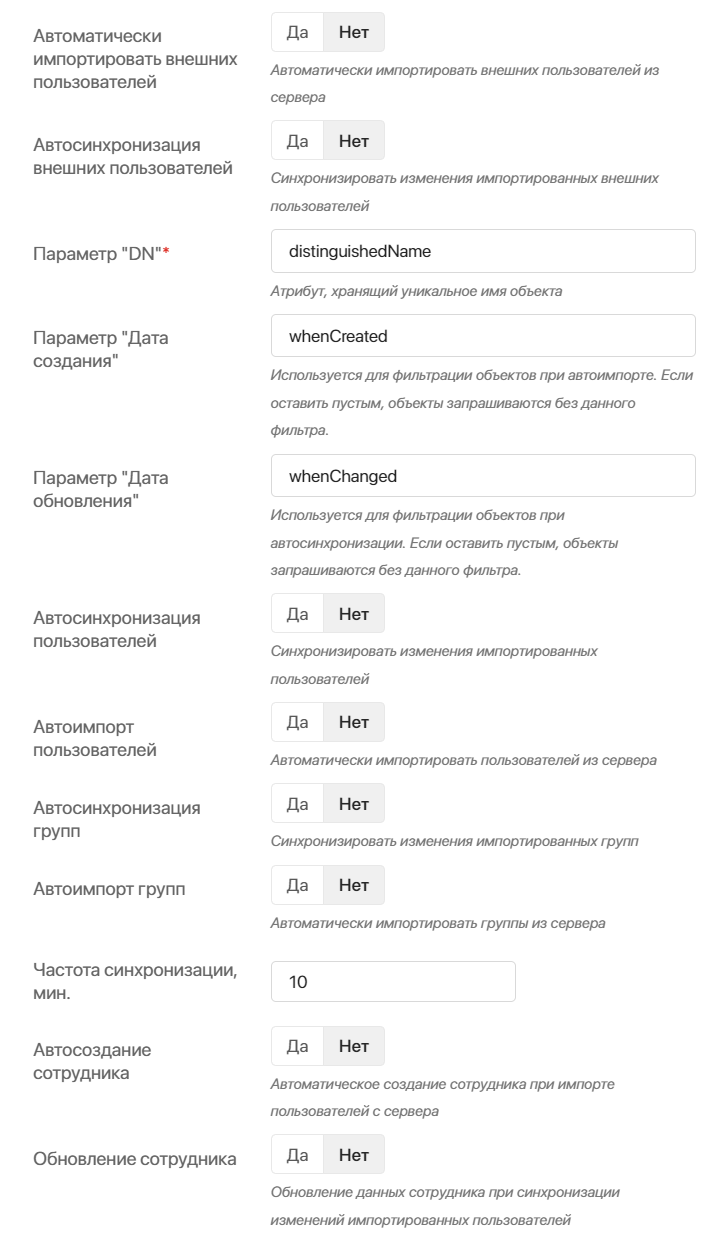 Автоматически
импортировать внешних
пользователей
Да Нет
Автоматически импортировать внешних пользователей из
сервера
Автосинхронизация
внешних пользователей
Да Нет
Синхронизировать изменения импортированных внешних
пользователей
Параметр "DN"*
distinguishedName
Атрибут, хранящий уникальное имя объекта
Параметр "Дата
создания"
whenCreated
Используется для фильтрации объектов при автоимпорте. Если
оставить пустым, объекты запрашиваются без данного
фильтра.
Параметр "Дата
обновления"
whenChanged
Используется для фильтрации объектов при
автосинхронизации. Если оставить пустым, объекты
запрашиваются без данного фильтра.
Автосинхронизация
пользователей
Да Нет
Синхронизировать изменения импортированных
пользователей
Автоимпорт
пользователей
Да Нет
Автоматически импортировать пользователей из сервера
Автосинхронизация
групп
Да Нет
Синхронизировать изменения импортированных групп
Автоимпорт групп
Да Нет
Автоматически импортировать группы из сервера
Частота синхронизации,
мин.
10
Автосоздание
сотрудника
Да Нет
Автоматическое создание сотрудника при импорте
пользователей с сервера
Обновление сотрудника
Да Нет
Обновление данных сотрудника при синхронизации
изменений импортированных пользователей